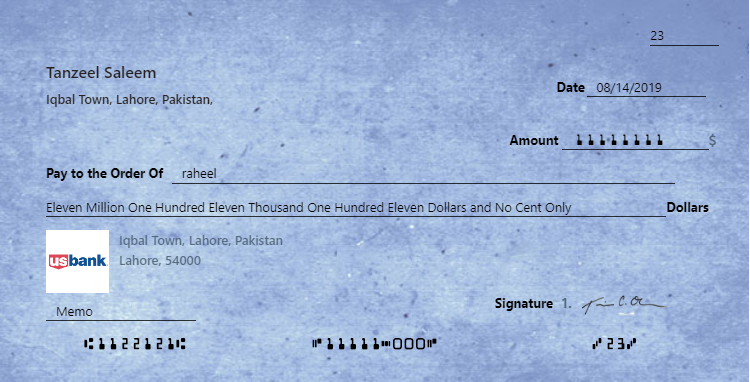 23
Tanzeel Saleem
Iqbal Town, Lahore, Pakistan,
Date 08/14/2019
Amount 11111111 $
Pay to the Order Of raheel
Eleven Million One Hundred Eleven Thousand One Hundred Eleven Dollars and No Cent Only Dollars
usbank
Iqbal Town, Lahore, Pakistan
Lahore, 54000
Signature 1.
Memo
⑆1122121⑆ ⑈11111⑉000⑈ ⑇23⑇